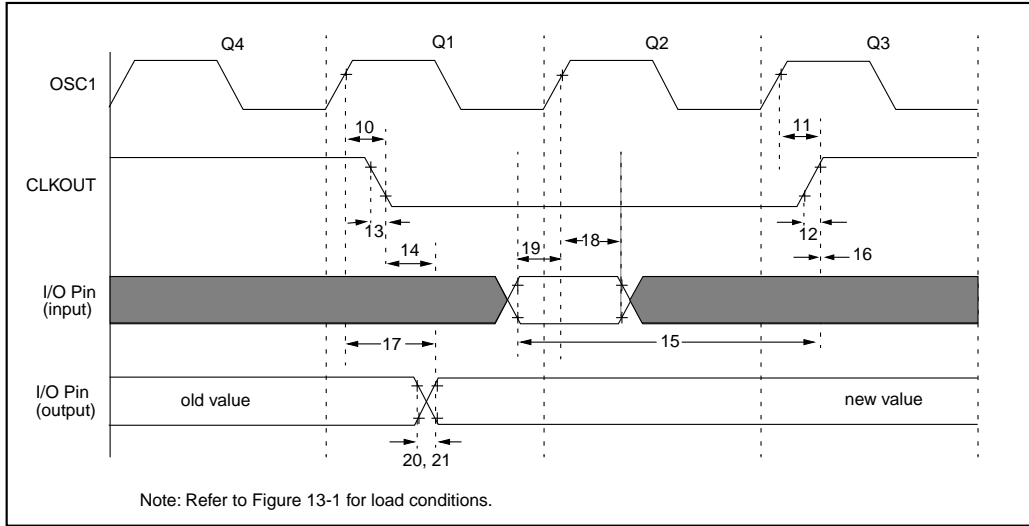 Q4 Q1 Q2 Q3
OSC1
10 11
CLKOUT
13 12
14 19 18 16
I/O Pin
(input)
17 15
I/O Pin
(output)
old value new value
20, 21
Note: Refer to Figure 13-1 for load conditions.